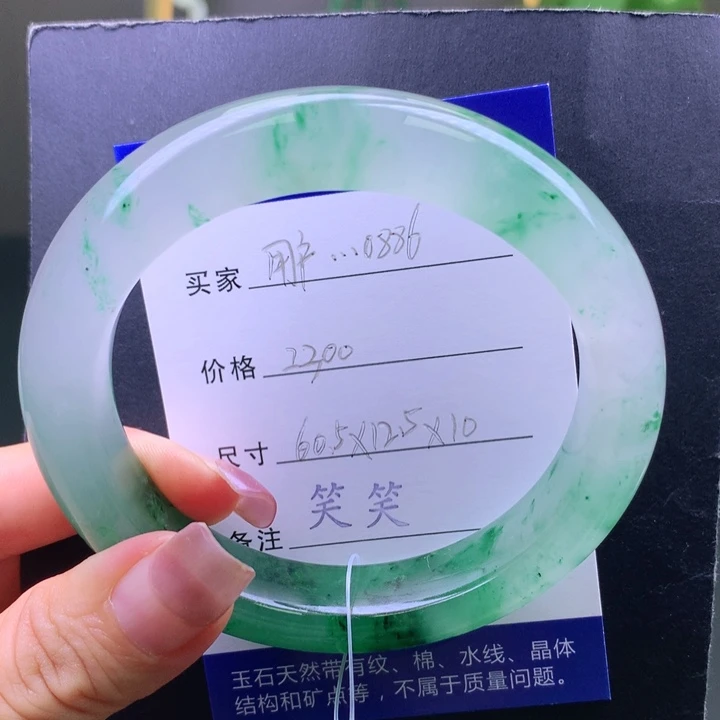 买家 用户...0886
价格 2200
尺寸 60.5X12.5X10
备注 笑笑
玉石天然带有纹、棉、水线、晶体
结构和矿点等，不属于质量问题。